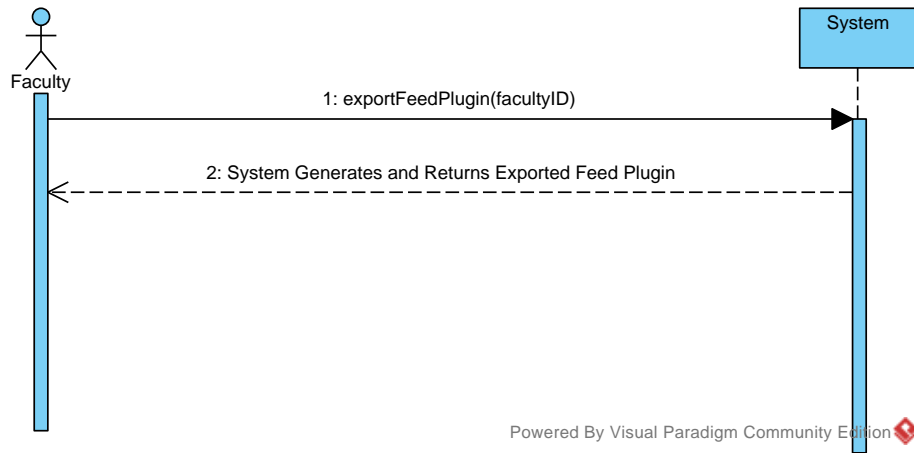 System
Faculty
1: exportFeedPlugin(facultyID)
2: System Generates and Returns Exported Feed Plugin
Powered By Visual Paradigm Community Edition